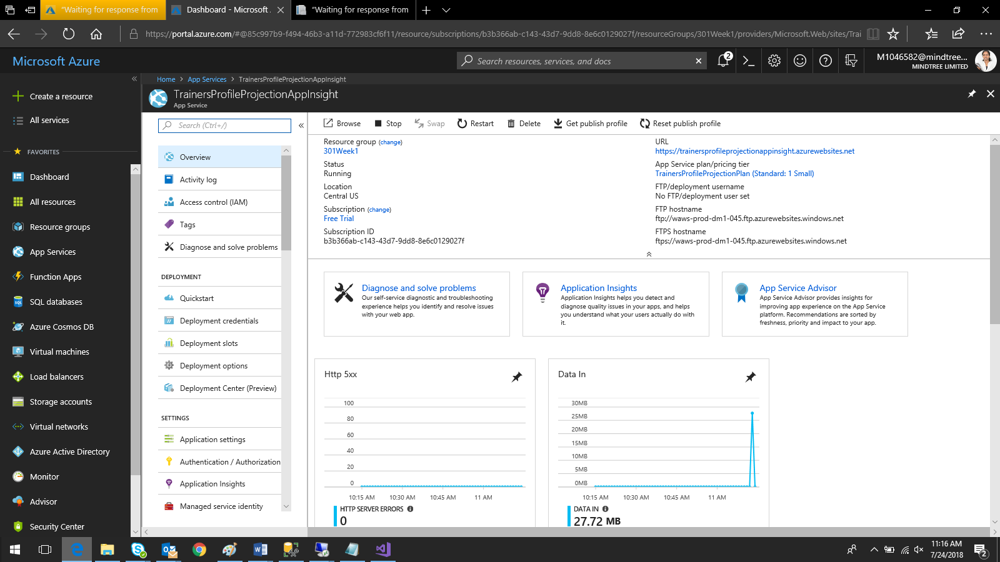 "Waiting for response from
Dashboard - Microsoft
"Waiting for response from
https://portal.azure.com/#@85c997b9-f494-46b3-a11d-772983cf6f11/resource/subscriptions/b3b366ab-c143-43d7-9dd8-8e6c0129027f/resourceGroups/301Week1/providers/Microsoft.Web/sites/Trai
Microsoft Azure
Search resources, services, and docs
2
M1046582@mindtree...
MINDTREE LIMITED
Create a resource
All services
FAVORITES
Dashboard
All resources
Resource groups
App Services
Function Apps
SQL databases
Azure Cosmos DB
Virtual machines
Load balancers
Storage accounts
Virtual networks
Azure Active Directory
Monitor
Advisor
Security Center
Home > App Services > TrainersProfileProjectionAppInsight
TrainersProfileProjectionAppInsight
App Service
Search (Ctrl+/)
Overview
Activity log
Access control (IAM)
Tags
Diagnose and solve problems
DEPLOYMENT
Quickstart
Deployment credentials
Deployment slots
Deployment options
Deployment Center (Preview)
SETTINGS
Application settings
Authentication / Authorization
Application Insights
Managed service identity
Browse Stop Swap Restart Delete Get publish profile Reset publish profile
Resource group (change)
301Week1
Status
Running
Location
Central US
Subscription (change)
Free Trial
Subscription ID
b3b366ab-c143-43d7-9dd8-8e6c0129027f
URL
https://trainersprofileprojectionappinsight.azurewebsites.net
App Service plan/pricing tier
TrainersProfileProjectionPlan (Standard: 1 Small)
FTP/deployment username
No FTP/deployment user set
FTP hostname
ftp://waws-prod-dm1-045.ftp.azurewebsites.windows.net
FTPS hostname
ftps://waws-prod-dm1-045.ftp.azurewebsites.windows.net
Diagnose and solve problems
Our self-service diagnostic and troubleshooting
experience helps you identify and resolve issues
with your web app.
Application Insights
Application Insights helps you detect and
diagnose quality issues in your apps, and helps
you understand what your users actually do with
it.
App Service Advisor
App Service Advisor provides insights for
improving app experience on the App Service
platform. Recommendations are sorted by
freshness, priority and impact to your app.
Http 5xx
100
80
60
40
20
0
10:15 AM 10:30 AM 10:45 AM 11 AM
HTTP SERVER ERRORS
0
Data In
30MB
25MB
20MB
15MB
10MB
5MB
0MB
10:15 AM 10:30 AM 10:45 AM 11 AM
DATA IN
27.72 MB
11:16 AM
7/24/2018
2